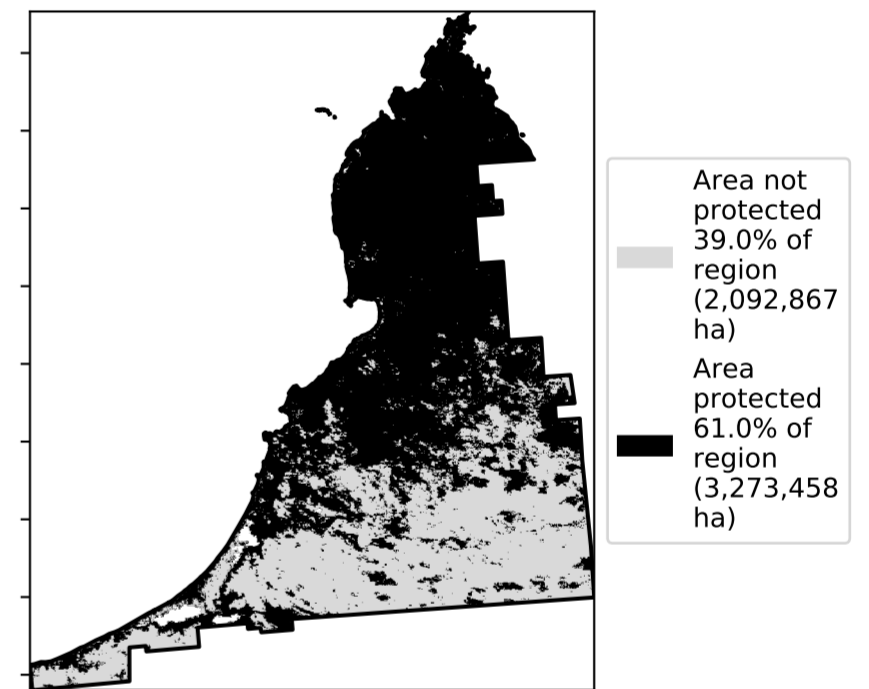 Area not
protected
39.0% of
region
(2,092,867
ha)
Area
protected
61.0% of
region
(3,273,458
ha)